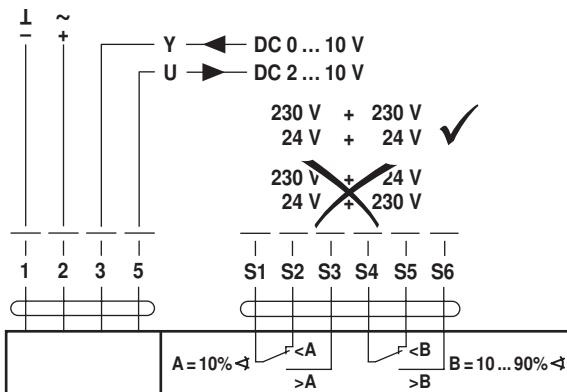 ⊥ ~
− +
Y DC 0 ... 10 V
U DC 2 ... 10 V
230 V + 230 V
24 V + 24 V
230 V + 24 V
24 V + 230 V
1 2 3 5 S1 S2 S3 S4 S5 S6
A = 10% ∢ <A <B B = 10 ... 90% ∢
>A >B